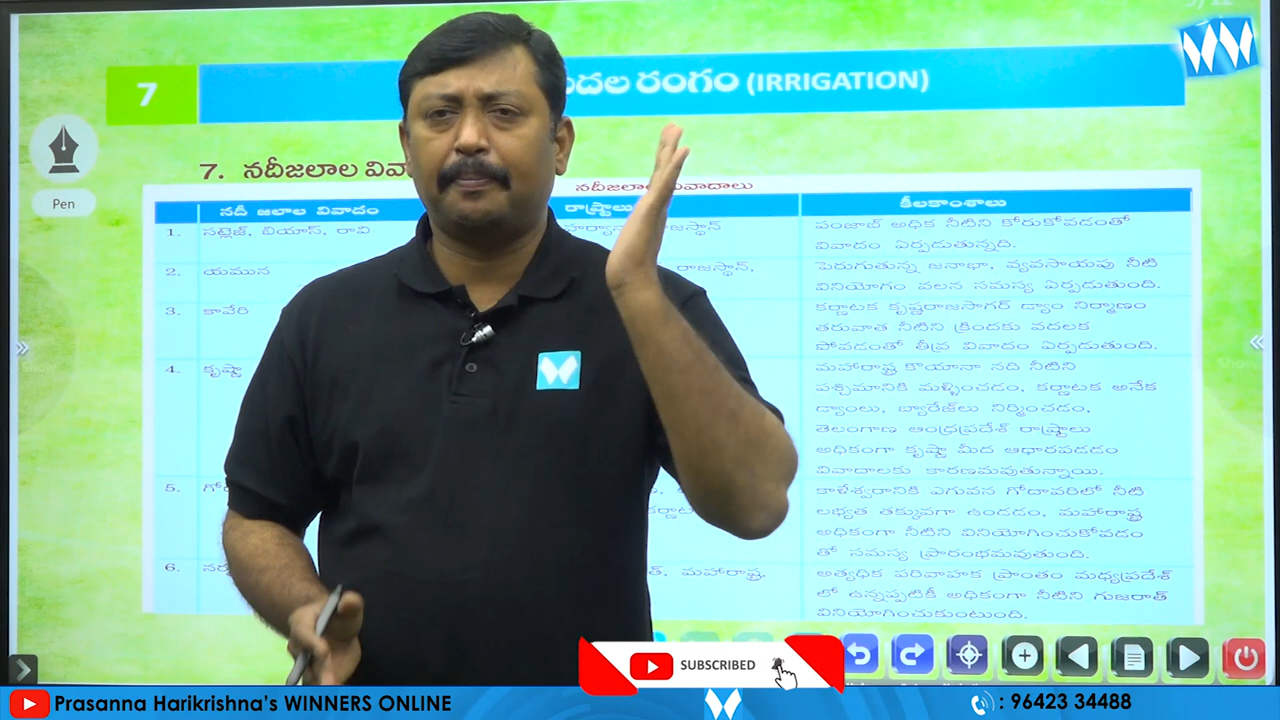 7
దల రంగం (IRRIGATION)
Pen
7. నదీజలాల
నదీజలాల వివాదాలు
నదీ జలాల వివాదం
రాష్ట్రాలు
కీలకాంశాలు
1. సట్లెజ్, బియాస్, రావి
హర్యానా రాజస్థాన్
పంజాబ్ అధిక నీటిని కోరుకోవడంతో
వివాదం ఏర్పడుతున్నది.
2. యమున
రాజస్థాన్,
పెరుగుతున్న జనాభా, వ్యవసాయపు నీటి
వినియోగం వలన సమస్య ఏర్పడుతుంది.
3. కావేరి
కర్ణాటక కృష్ణరాజసాగర్ డ్యాం నిర్మాణం
తరువాత నీటిని క్రిందకు వదలక
పోవడంతో తీవ్ర వివాదం ఏర్పడుతుంది.
4. కృష్ణా
మహారాష్ట్ర కొయానా నది నీటిని
పశ్చిమానికి మళ్ళించడం, కర్ణాటక అనేక
డ్యాంలు, బ్యారేజ్‌లు నిర్మించడం,
తెలంగాణ ఆంధ్రప్రదేశ్ రాష్ట్రాలు
అధికంగా కృష్ణా మీద ఆధారపడడం
వివాదాలకు కారణమవుతున్నాయి.
5.
కాళేశ్వరానికి ఎగువన గోదావరిలో నీటి
లభ్యత తక్కువగా ఉండడం, మహారాష్ట్ర
అధికంగా నీటిని వినియోగించుకోవడం
తో సమస్య ప్రారంభమవుతుంది.
6.
మహారాష్ట్ర,
అత్యధిక పరివాహక ప్రాంతం మధ్యప్రదేశ్
లో ఉన్నప్పటికీ అధికంగా నీటిని గుజరాత్
వినియోగించుకుంటుంది.
Show
SUBSCRIBED
Prasanna Harikrishna's WINNERS ONLINE
: 96423 34488